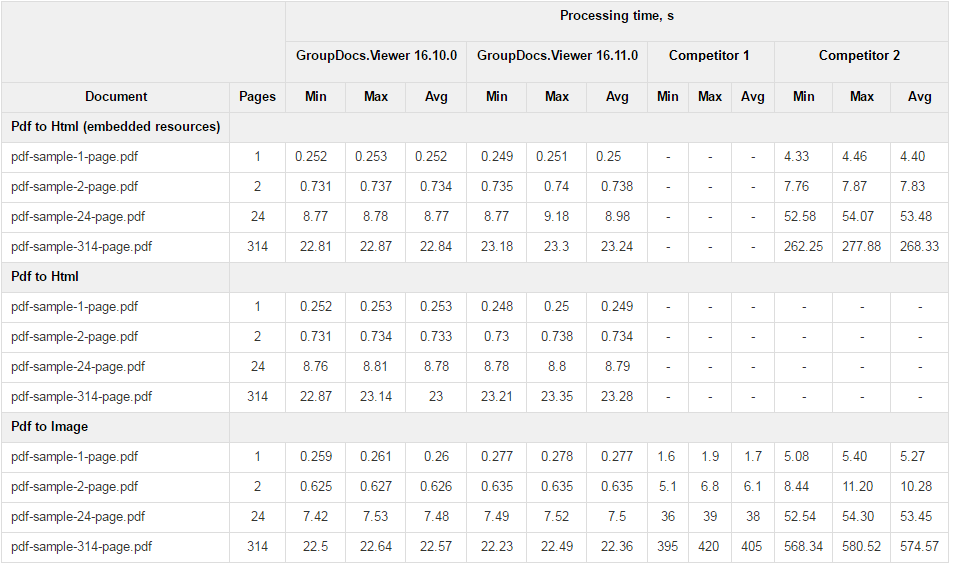 Processing time, s
GroupDocs.Viewer 16.10.0 GroupDocs.Viewer 16.11.0 Competitor 1 Competitor 2
Document Pages Min Max Avg Min Max Avg Min Max Avg Min Max Avg
Pdf to Html (embedded resources)
pdf-sample-1-page.pdf 1 0.252 0.253 0.252 0.249 0.251 0.25 - - - 4.33 4.46 4.40
pdf-sample-2-page.pdf 2 0.731 0.737 0.734 0.735 0.74 0.738 - - - 7.76 7.87 7.83
pdf-sample-24-page.pdf 24 8.77 8.78 8.77 8.77 9.18 8.98 - - - 52.58 54.07 53.48
pdf-sample-314-page.pdf 314 22.81 22.87 22.84 23.18 23.3 23.24 - - - 262.25 277.88 268.33
Pdf to Html
pdf-sample-1-page.pdf 1 0.252 0.253 0.253 0.248 0.25 0.249 - - - - - -
pdf-sample-2-page.pdf 2 0.731 0.734 0.733 0.73 0.738 0.734 - - - - - -
pdf-sample-24-page.pdf 24 8.76 8.81 8.78 8.78 8.8 8.79 - - - - - -
pdf-sample-314-page.pdf 314 22.87 23.14 23 23.21 23.35 23.28 - - - - - -
Pdf to Image
pdf-sample-1-page.pdf 1 0.259 0.261 0.26 0.277 0.278 0.277 1.6 1.9 1.7 5.08 5.40 5.27
pdf-sample-2-page.pdf 2 0.625 0.627 0.626 0.635 0.635 0.635 5.1 6.8 6.1 8.44 11.20 10.28
pdf-sample-24-page.pdf 24 7.42 7.53 7.48 7.49 7.52 7.5 36 39 38 52.54 54.30 53.45
pdf-sample-314-page.pdf 314 22.5 22.64 22.57 22.23 22.49 22.36 395 420 405 568.34 580.52 574.57